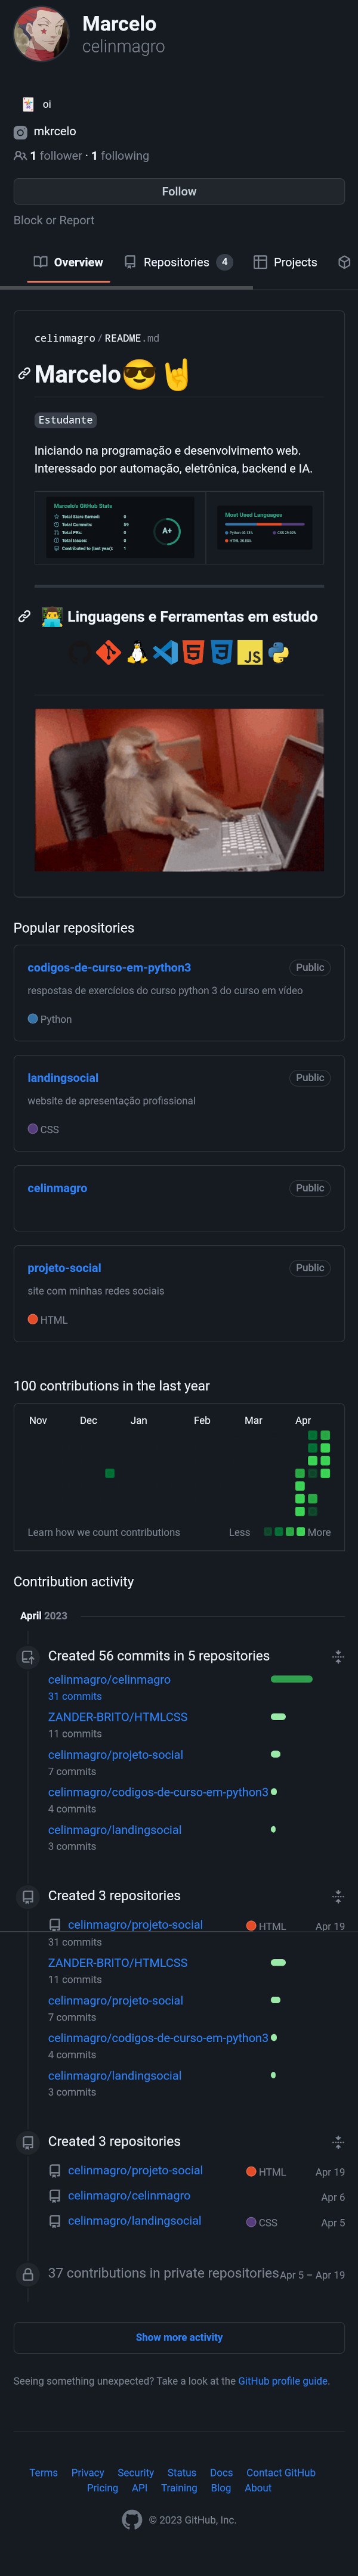 Marcelo
celinmagro
oi
mkrcelo
1 follower · 1 following
Follow
Block or Report
Overview
Repositories 4
Projects
celinmagro/README.md
Marcelo😎🤘
Estudante
Iniciando na programação e desenvolvimento web.
Interessado por automação, eletrônica, backend e IA.
Marcelo's GitHub Stats
Total Stars Earned: 0
Total Commits: 59
Total PRs: 0
Total Issues: 0
Contributed to (last year): 1
A+
Most Used Languages
👨‍💻 Linguagens e Ferramentas em estudo
JS
Popular repositories
codigos-de-curso-em-python3 Public
respostas de exercícios do curso python 3 do curso em vídeo
Python
landingsocial Public
website de apresentação profissional
CSS
celinmagro Public
projeto-social Public
site com minhas redes sociais
HTML
100 contributions in the last year
Nov Dec Jan Feb Mar Apr
Learn how we count contributions Less More
Contribution activity
April 2023
Created 56 commits in 5 repositories
celinmagro/celinmagro
31 commits
ZANDER-BRITO/HTMLCSS
11 commits
celinmagro/projeto-social
7 commits
celinmagro/codigos-de-curso-em-python3
4 commits
celinmagro/landingsocial
3 commits
Created 3 repositories
celinmagro/projeto-social HTML Apr 19
31 commits
ZANDER-BRITO/HTMLCSS
11 commits
celinmagro/projeto-social
7 commits
celinmagro/codigos-de-curso-em-python3
4 commits
celinmagro/landingsocial
3 commits
Created 3 repositories
celinmagro/projeto-social HTML Apr 19
celinmagro/celinmagro Apr 6
celinmagro/landingsocial CSS Apr 5
37 contributions in private repositories Apr 5 – Apr 19
Show more activity
Seeing something unexpected? Take a look at the GitHub profile guide.
Terms Privacy Security Status Docs Contact GitHub
Pricing API Training Blog About
© 2023 GitHub, Inc.